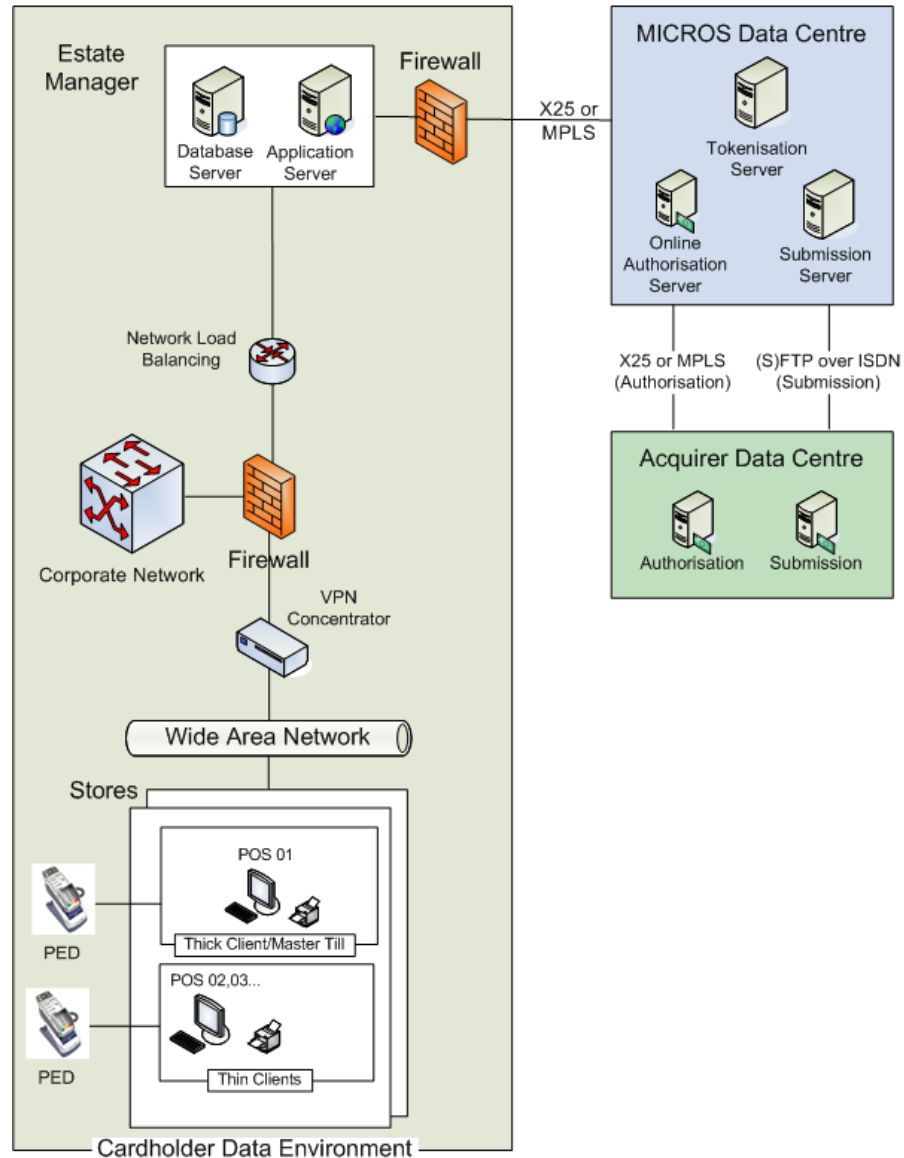 Estate
Manager
Database
Server
Application
Server
Firewall
X25 or
MPLS
MICROS Data Centre
Tokenisation
Server
Online
Authorisation
Server
Submission
Server
X25 or MPLS
(Authorisation)
(S)FTP over ISDN
(Submission)
Acquirer Data Centre
Authorisation
Submission
Network Load
Balancing
Corporate Network
Firewall
VPN
Concentrator
Wide Area Network
Stores
POS 01
Thick Client/Master Till
PED
POS 02,03...
Thin Clients
PED
Cardholder Data Environment